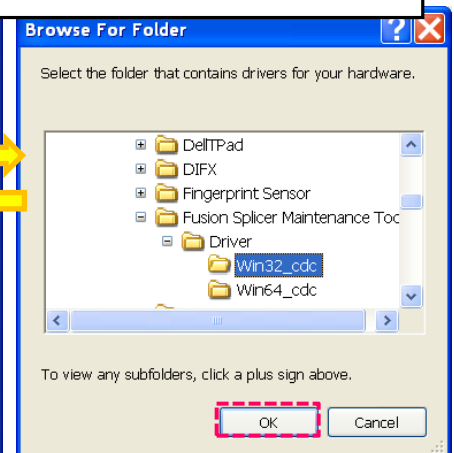 Browse For Folder
Select the folder that contains drivers for your hardware.
DellTPad
DIFX
Fingerprint Sensor
Fusion Splicer Maintenance Too
Driver
Win32_cdc
Win64_cdc
To view any subfolders, click a plus sign above.
OK
Cancel